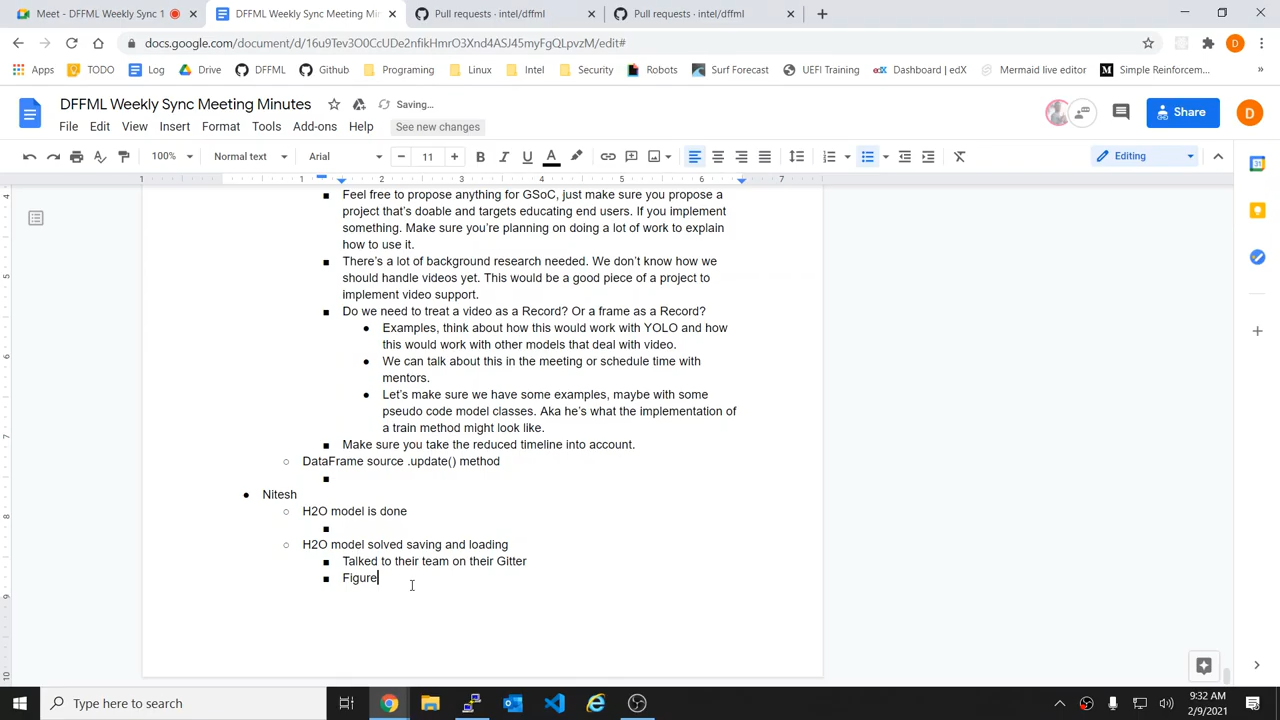 Meet - DFFML Weekly Sync 1
DFFML Weekly Sync Meeting Min
Pull requests · intel/dffml
Pull requests · intel/dffml
docs.google.com/document/d/16u9Tev3O0CcUDe2nfikHmrO3Xnd4ASJ45myFgQLpvzM/edit#
Apps TODO Log Drive DFFML Github Programing Linux Intel Security Robots Surf Forecast UEFI Training Dashboard | edX Mermaid live editor Simple Reinforcem...
DFFML Weekly Sync Meeting Minutes
Saving...
Share
File Edit View Insert Format Tools Add-ons Help See new changes
100% Normal text Arial 11 Editing
1 1 2 3 4 5 6 7
Feel free to propose anything for GSoC, just make sure you propose a
project that's doable and targets educating end users. If you implement
something. Make sure you're planning on doing a lot of work to explain
how to use it.
There's a lot of background research needed. We don't know how we
should handle videos yet. This would be a good piece of a project to
implement video support.
Do we need to treat a video as a Record? Or a frame as a Record?
Examples, think about how this would work with YOLO and how
this would work with other models that deal with video.
We can talk about this in the meeting or schedule time with
mentors.
Let's make sure we have some examples, maybe with some
pseudo code model classes. Aka he's what the implementation of
a train method might look like.
Make sure you take the reduced timeline into account.
DataFrame source .update() method
Nitesh
H2O model is done
H2O model solved saving and loading
Talked to their team on their Gitter
Figure
Type here to search
9:32 AM
2/9/2021